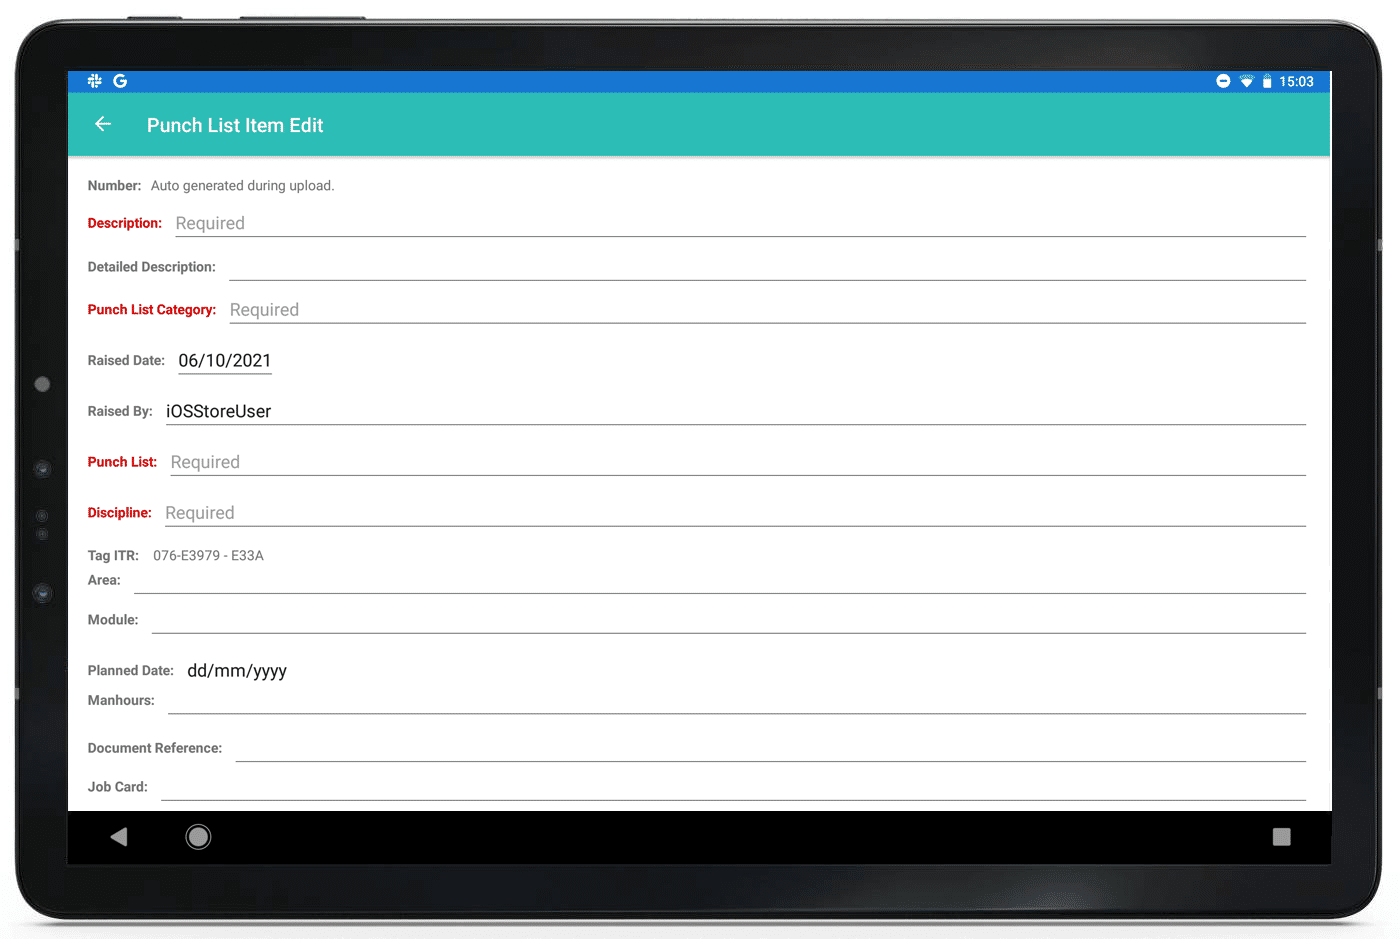 15:03
Punch List Item Edit
Number: Auto generated during upload.
Description: Required
Detailed Description:
Punch List Category: Required
Raised Date: 06/10/2021
Raised By: iOSStoreUser
Punch List: Required
Discipline: Required
Tag ITR: 076-E3979 - E33A
Area:
Module:
Planned Date: dd/mm/yyyy
Manhours:
Document Reference:
Job Card: